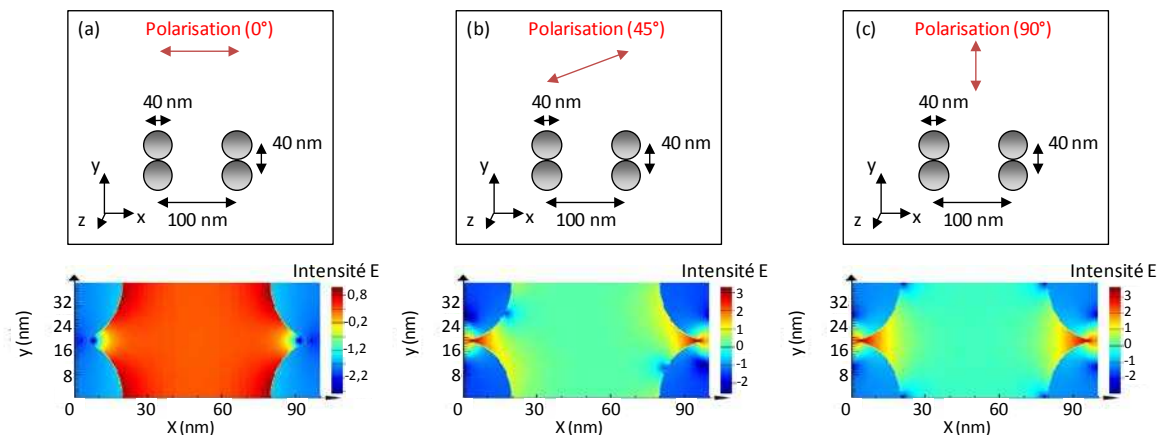 (a) Polarisation (0°)
40 nm
40 nm
y
z x
100 nm
(b) Polarisation (45°)
40 nm
40 nm
y
z x
100 nm
(c) Polarisation (90°)
40 nm
40 nm
y
z x
100 nm
Intensité E
y (nm)
32
24
16
8
0 30 60 90
X (nm)
0,8
-0,2
-1,2
-2,2
Intensité E
y (nm)
32
24
16
8
0 30 60 90
X (nm)
3
2
1
0
-1
-2
Intensité E
y (nm)
32
24
16
8
0 30 60 90
X (nm)
3
2
1
0
-1
-2